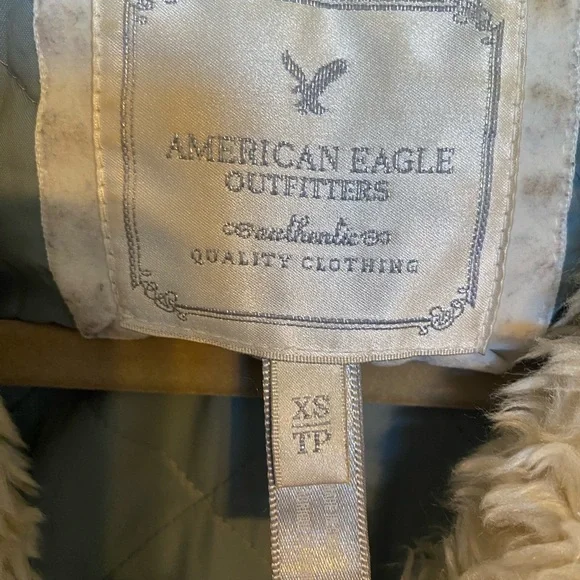 AMERICAN EAGLE
OUTFITTERS
authentic
QUALITY CLOTHING
XS
TP